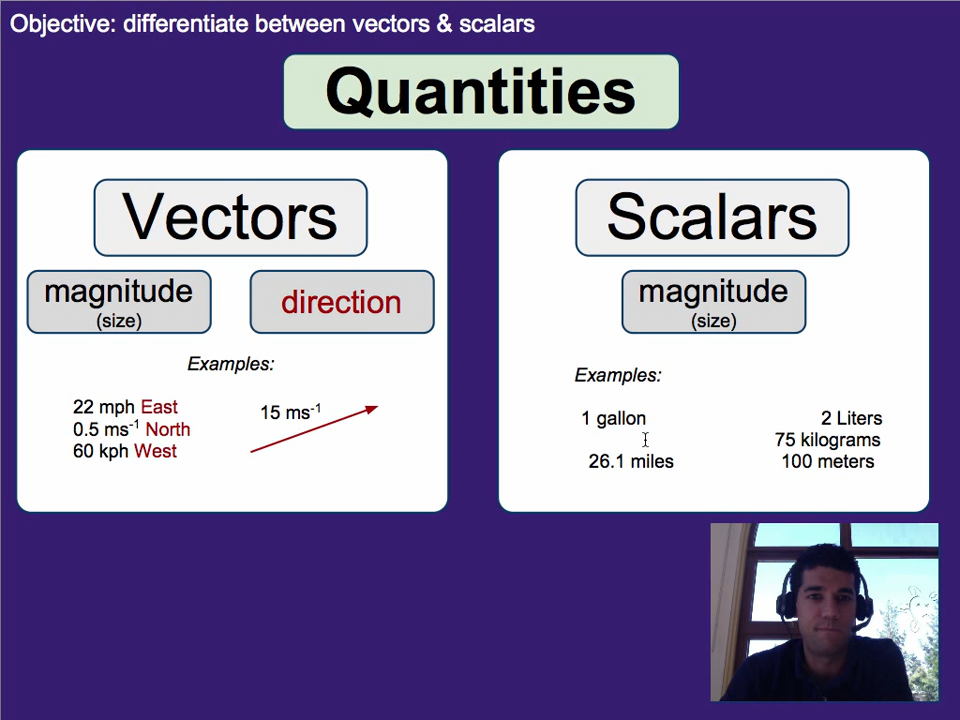 Objective: differentiate between vectors & scalars
Quantities
Vectors
magnitude
(size)
direction
Examples:
22 mph East
0.5 ms⁻¹ North
60 kph West
15 ms⁻¹
Scalars
magnitude
(size)
Examples:
1 gallon
26.1 miles
2 Liters
75 kilograms
100 meters